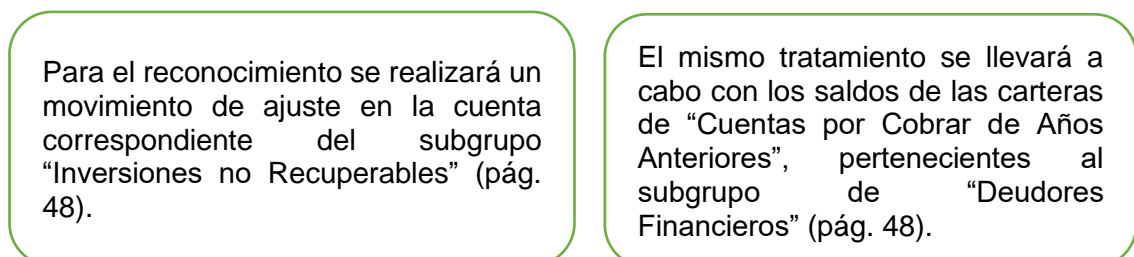 Para el reconocimiento se realizará un
movimiento de ajuste en la cuenta
correspondiente del subgrupo
“Inversiones no Recuperables” (pág.
48).
El mismo tratamiento se llevará a
cabo con los saldos de las carteras
de “Cuentas por Cobrar de Años
Anteriores”, pertenecientes al
subgrupo de “Deudores
Financieros” (pág. 48).